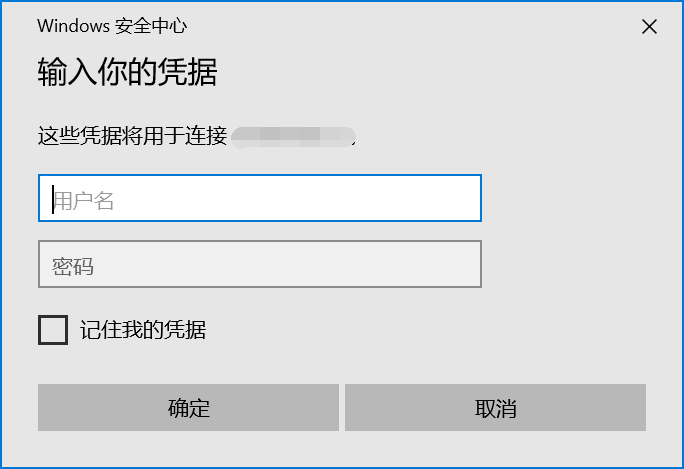 Windows 安全中心
输入你的凭据
这些凭据将用于连接
用户名
密码
记住我的凭据
确定
取消